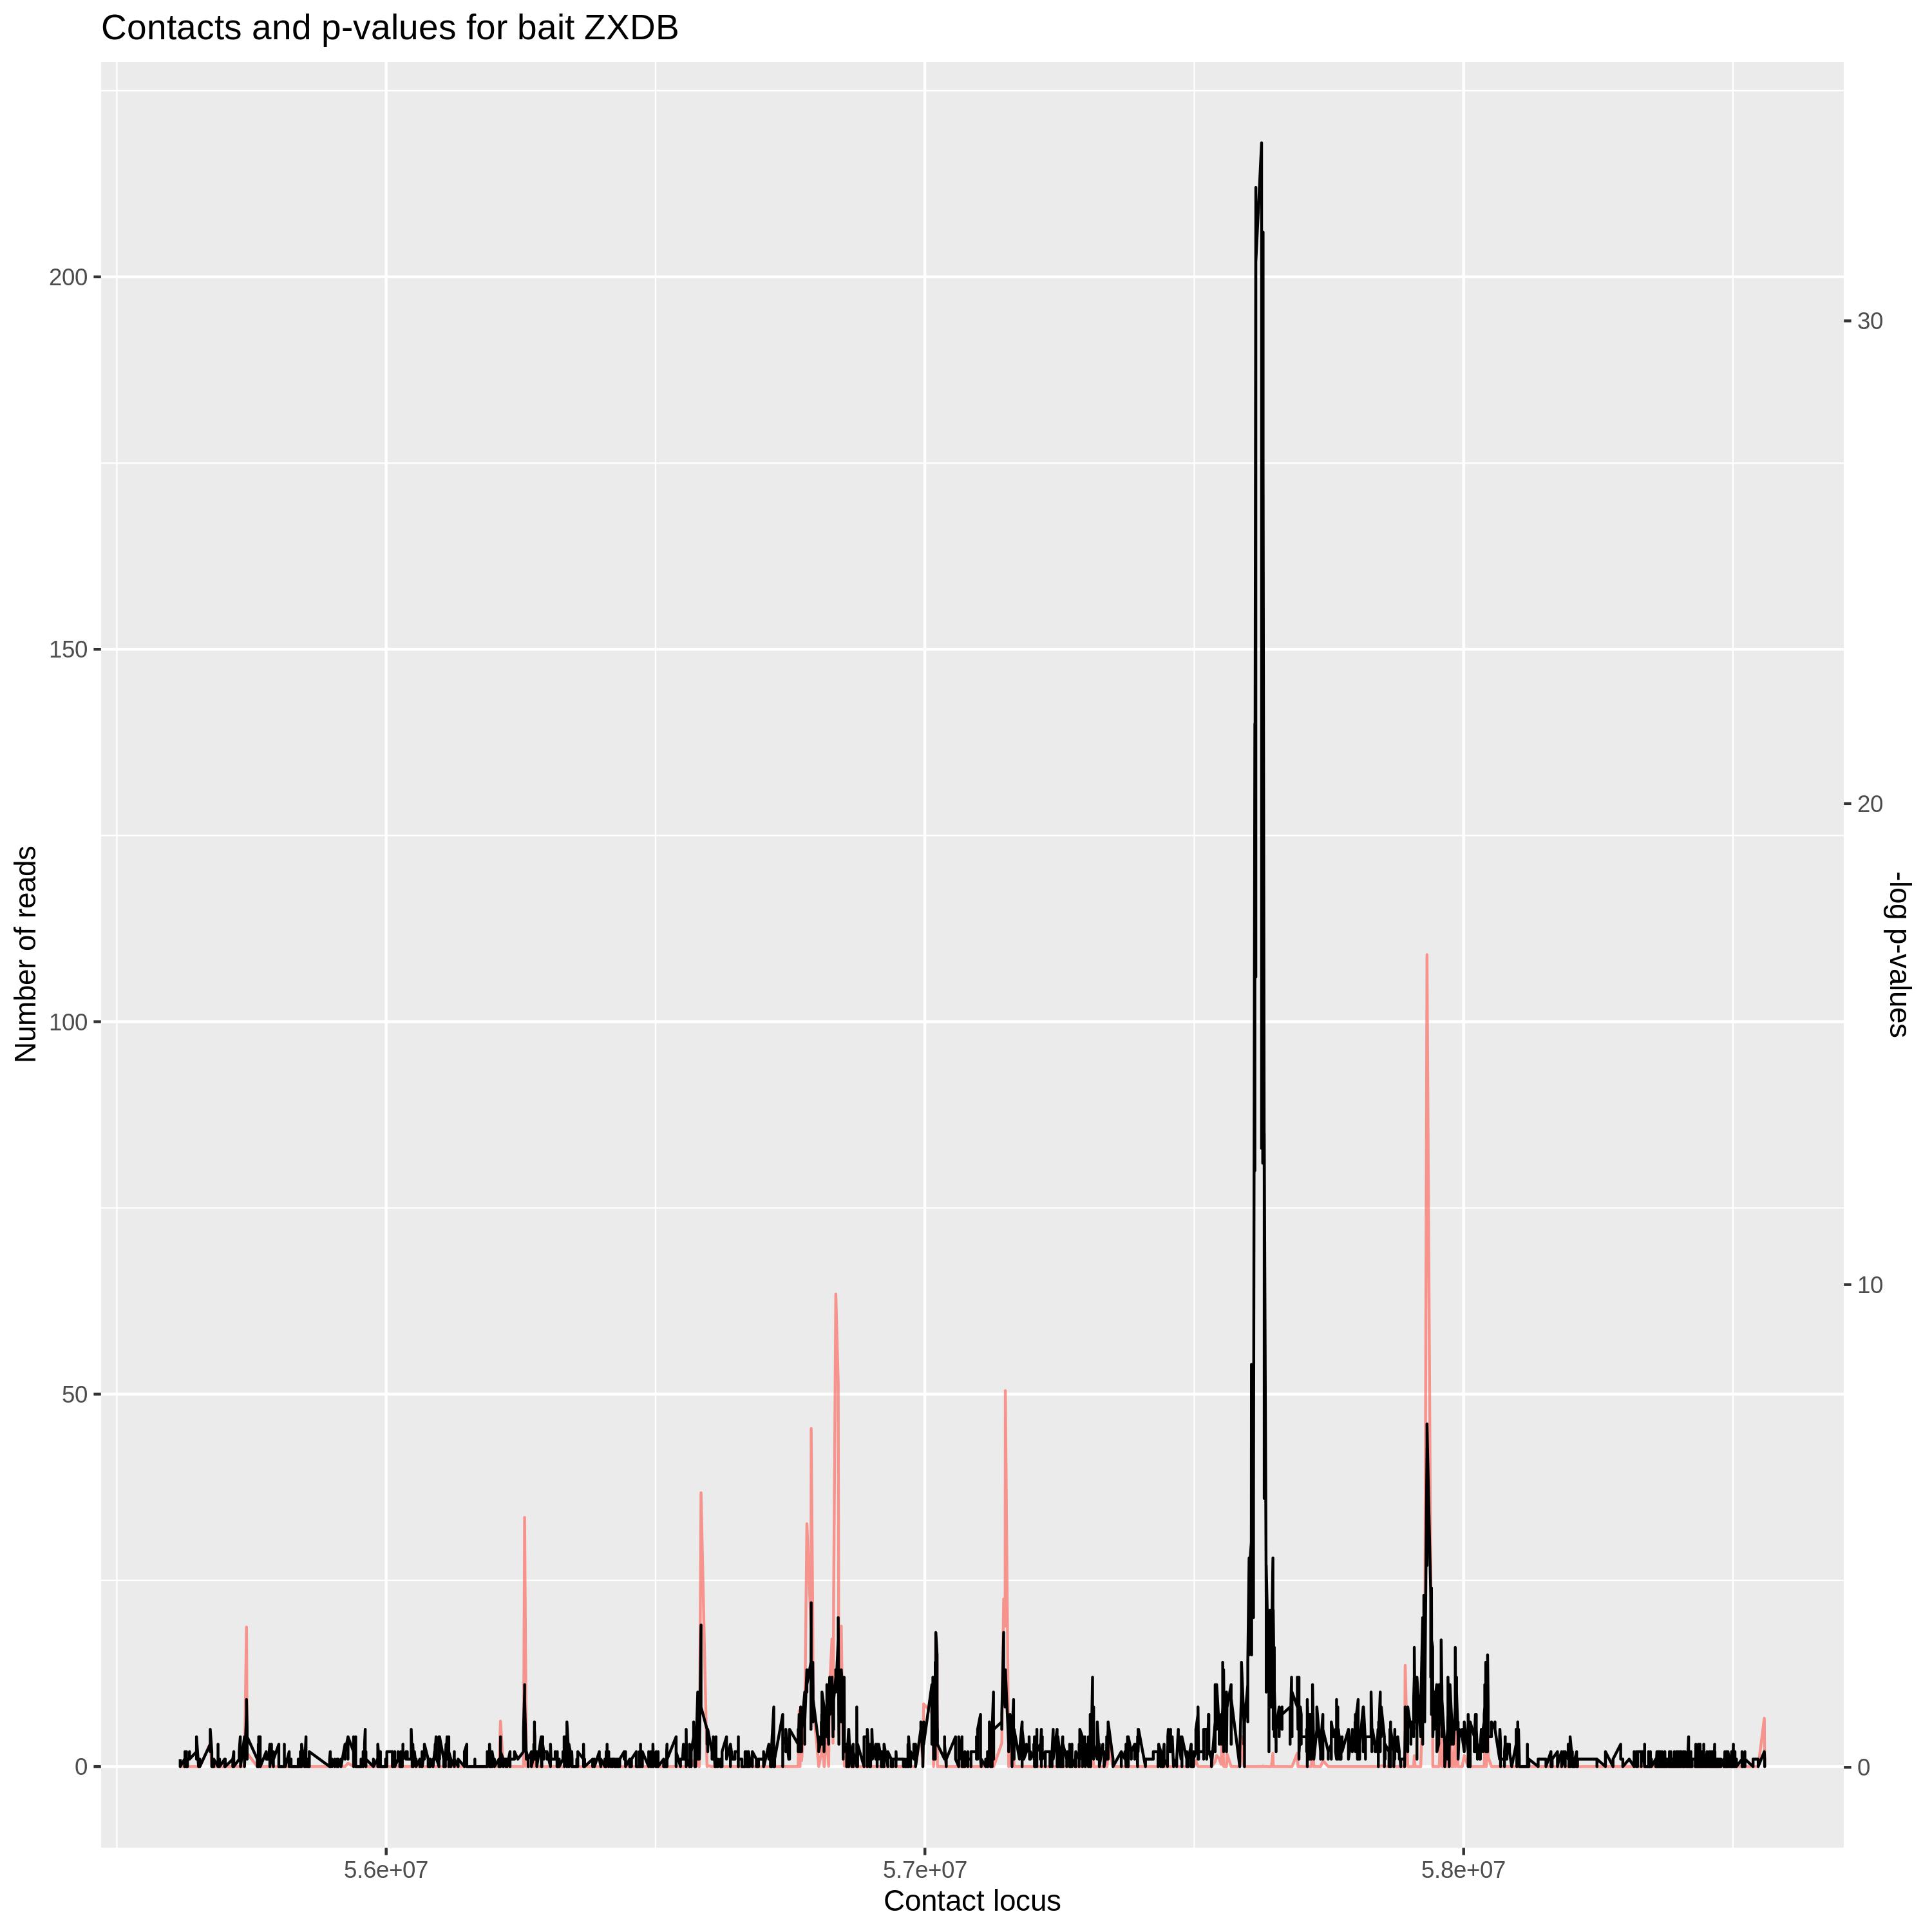 Contacts and p-values for bait ZXDB
200
150
100
50
0
30
20
10
0
Number of reads
-log p-values
5.6e+07 5.7e+07 5.8e+07
Contact locus